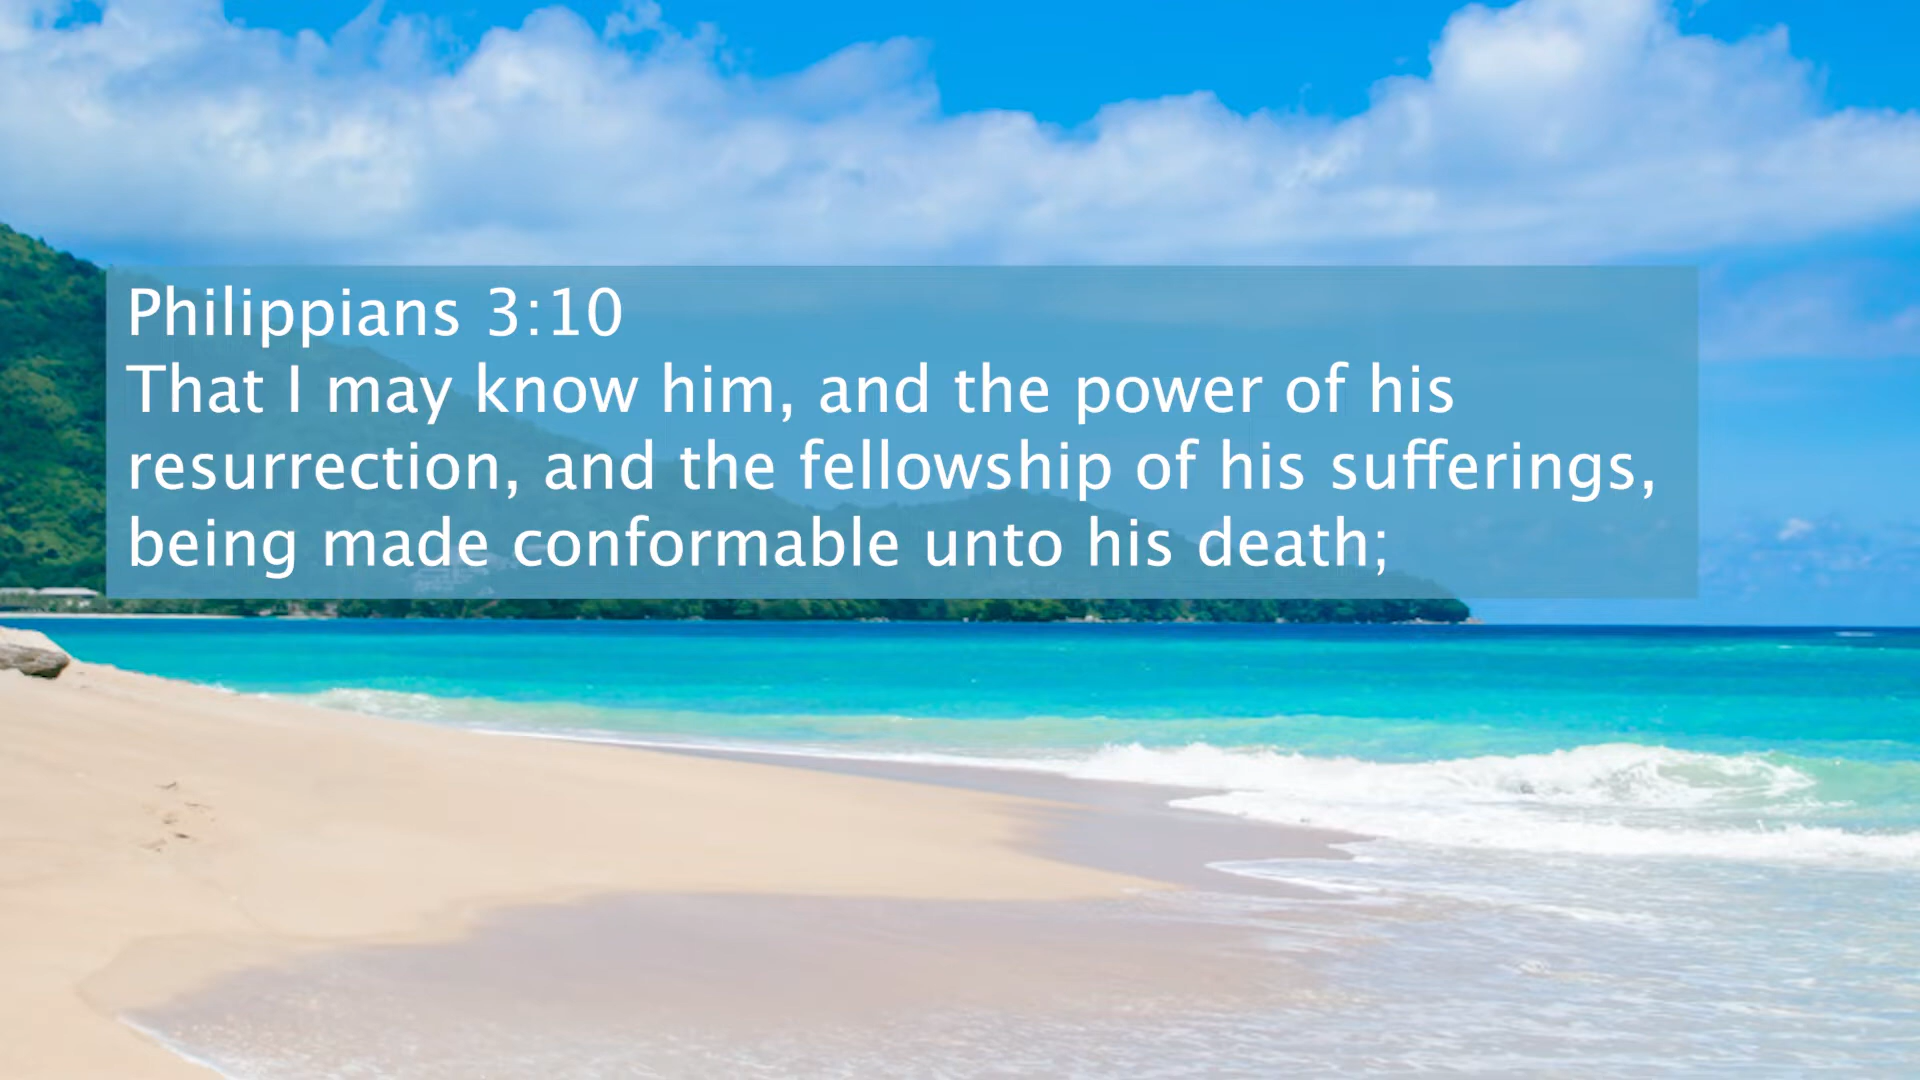 Philippians 3:10
That I may know him, and the power of his
resurrection, and the fellowship of his sufferings,
being made conformable unto his death;